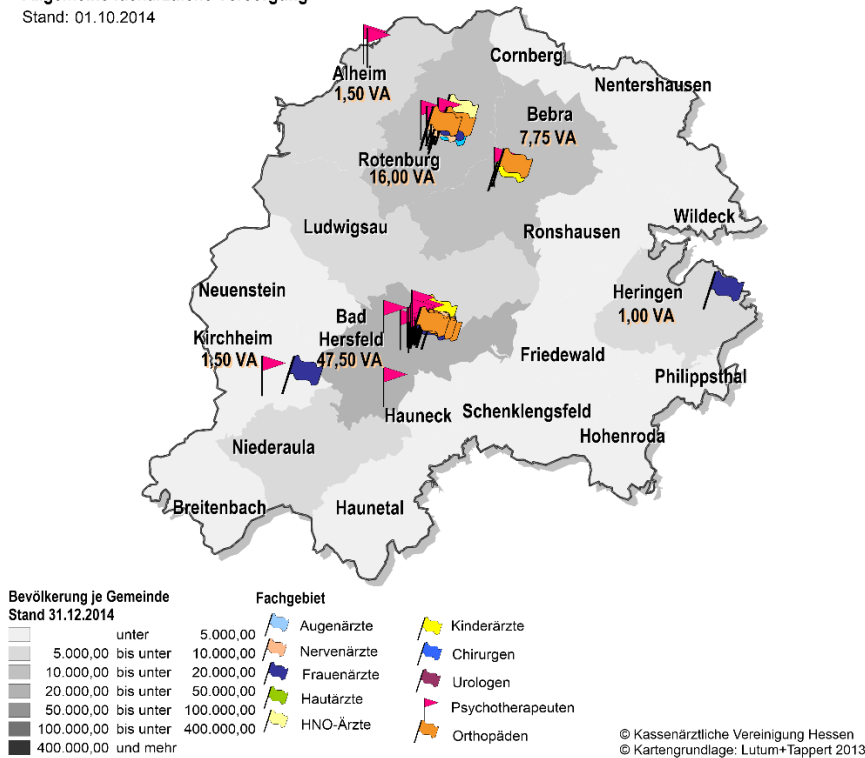 Stand: 01.10.2014
Cornberg
Alheim
1,50 VA
Nentershausen
Bebra
7,75 VA
Rotenburg
16,00 VA
Wildeck
Ludwigsau
Ronshausen
Neuenstein
Heringen
1,00 VA
Bad
Hersfeld
47,50 VA
Kirchheim
1,50 VA
Friedewald
Philippsthal
Hauneck
Schenklengsfeld
Hohenroda
Niederaula
Breitenbach
Haunetal
Bevölkerung je Gemeinde
Stand 31.12.2014
unter 5.000,00
5.000,00 bis unter 10.000,00
10.000,00 bis unter 20.000,00
20.000,00 bis unter 50.000,00
50.000,00 bis unter 100.000,00
100.000,00 bis unter 400.000,00
400.000,00 und mehr
Fachgebiet
Augenärzte
Nervenärzte
Frauenärzte
Hautärzte
HNO-Ärzte
Kinderärzte
Chirurgen
Urologen
Psychotherapeuten
Orthopäden
© Kassenärztliche Vereinigung Hessen
© Kartengrundlage: Lutum+Tappert 2013